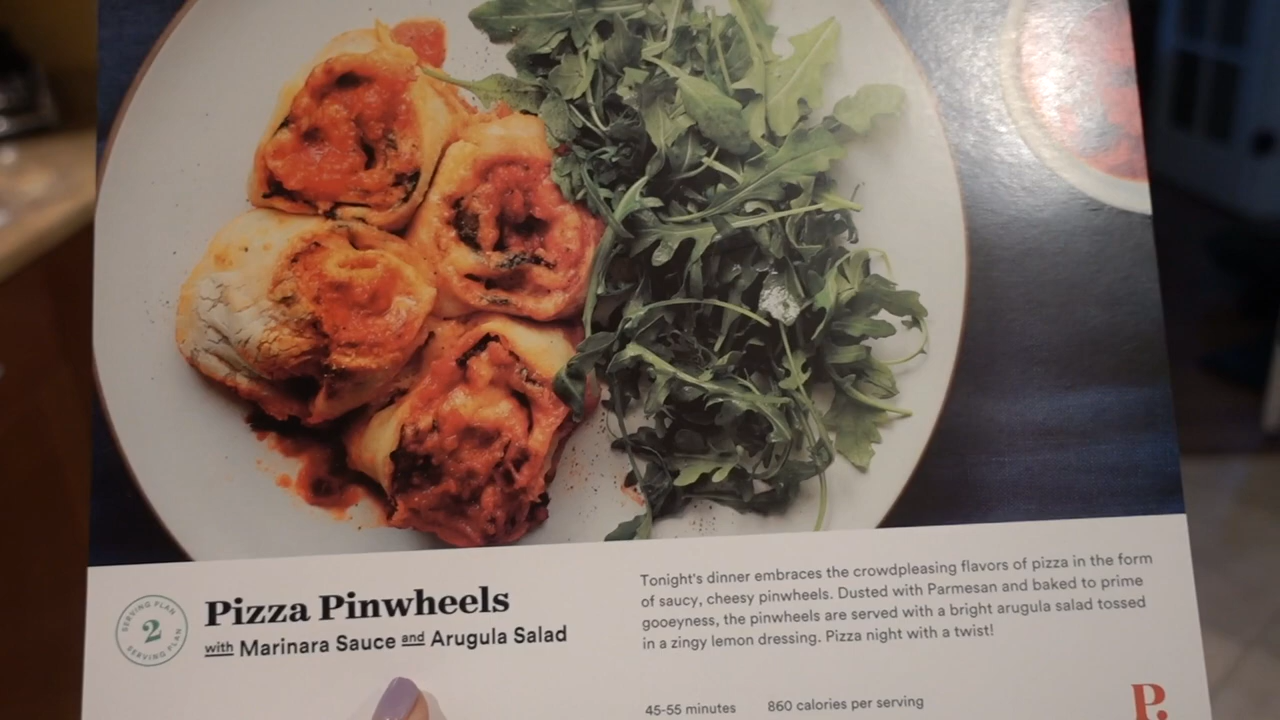 SERVING PLAN
2
SERVING PLAN
Pizza Pinwheels
with Marinara Sauce and Arugula Salad
Tonight's dinner embraces the crowdpleasing flavors of pizza in the form
of saucy, cheesy pinwheels. Dusted with Parmesan and baked to prime
gooeyness, the pinwheels are served with a bright arugula salad tossed
in a zingy lemon dressing. Pizza night with a twist!
45-55 minutes 860 calories per serving
P.